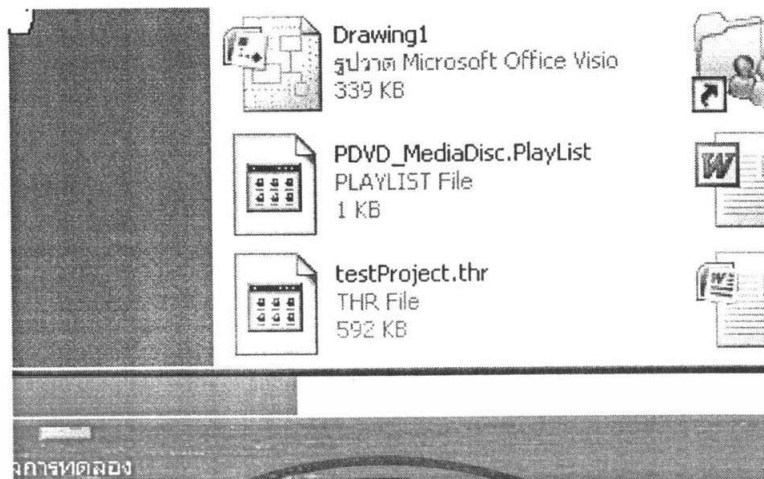 Drawing1
รูปวาด Microsoft Office Visio
339 KB
PDVD_MediaDisc.PlayList
PLAYLIST File
1 KB
testProject.thr
THR File
592 KB
การทดลอง